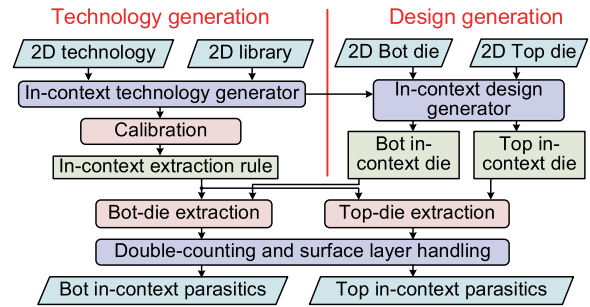 Technology generation
Design generation
2D technology
2D library
2D Bot die
2D Top die
In-context technology generator
In-context design
generator
Calibration
Bot in-
context die
Top in-
context die
In-context extraction rule
Bot-die extraction
Top-die extraction
Double-counting and surface layer handling
Bot in-context parasitics
Top in-context parasitics